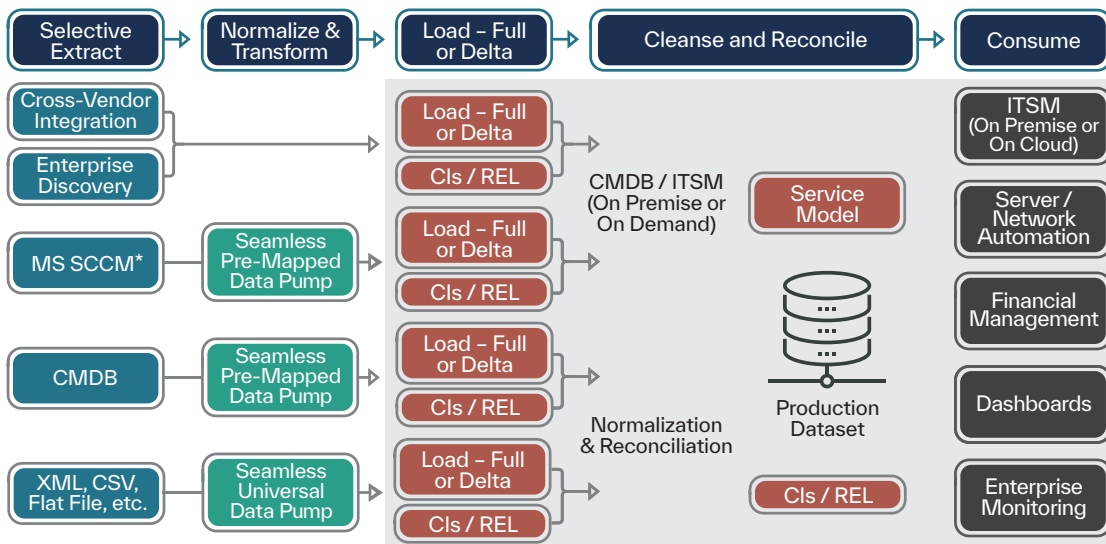 Selective
Extract
Normalize &
Transform
Load – Full
or Delta
Cleanse and Reconcile
Consume
Cross-Vendor
Integration
Enterprise
Discovery
Load – Full
or Delta
CIs / REL
MS SCCM*
Seamless
Pre-Mapped
Data Pump
Load – Full
or Delta
CIs / REL
CMDB
Seamless
Pre-Mapped
Data Pump
Load – Full
or Delta
CIs / REL
XML, CSV,
Flat File, etc.
Seamless
Universal
Data Pump
Load – Full
or Delta
CIs / REL
CMDB / ITSM
(On Premise or
On Demand)
Normalization
& Reconciliation
Service
Model
Production
Dataset
CIs / REL
ITSM
(On Premise or
On Cloud)
Server /
Network
Automation
Financial
Management
Dashboards
Enterprise
Monitoring